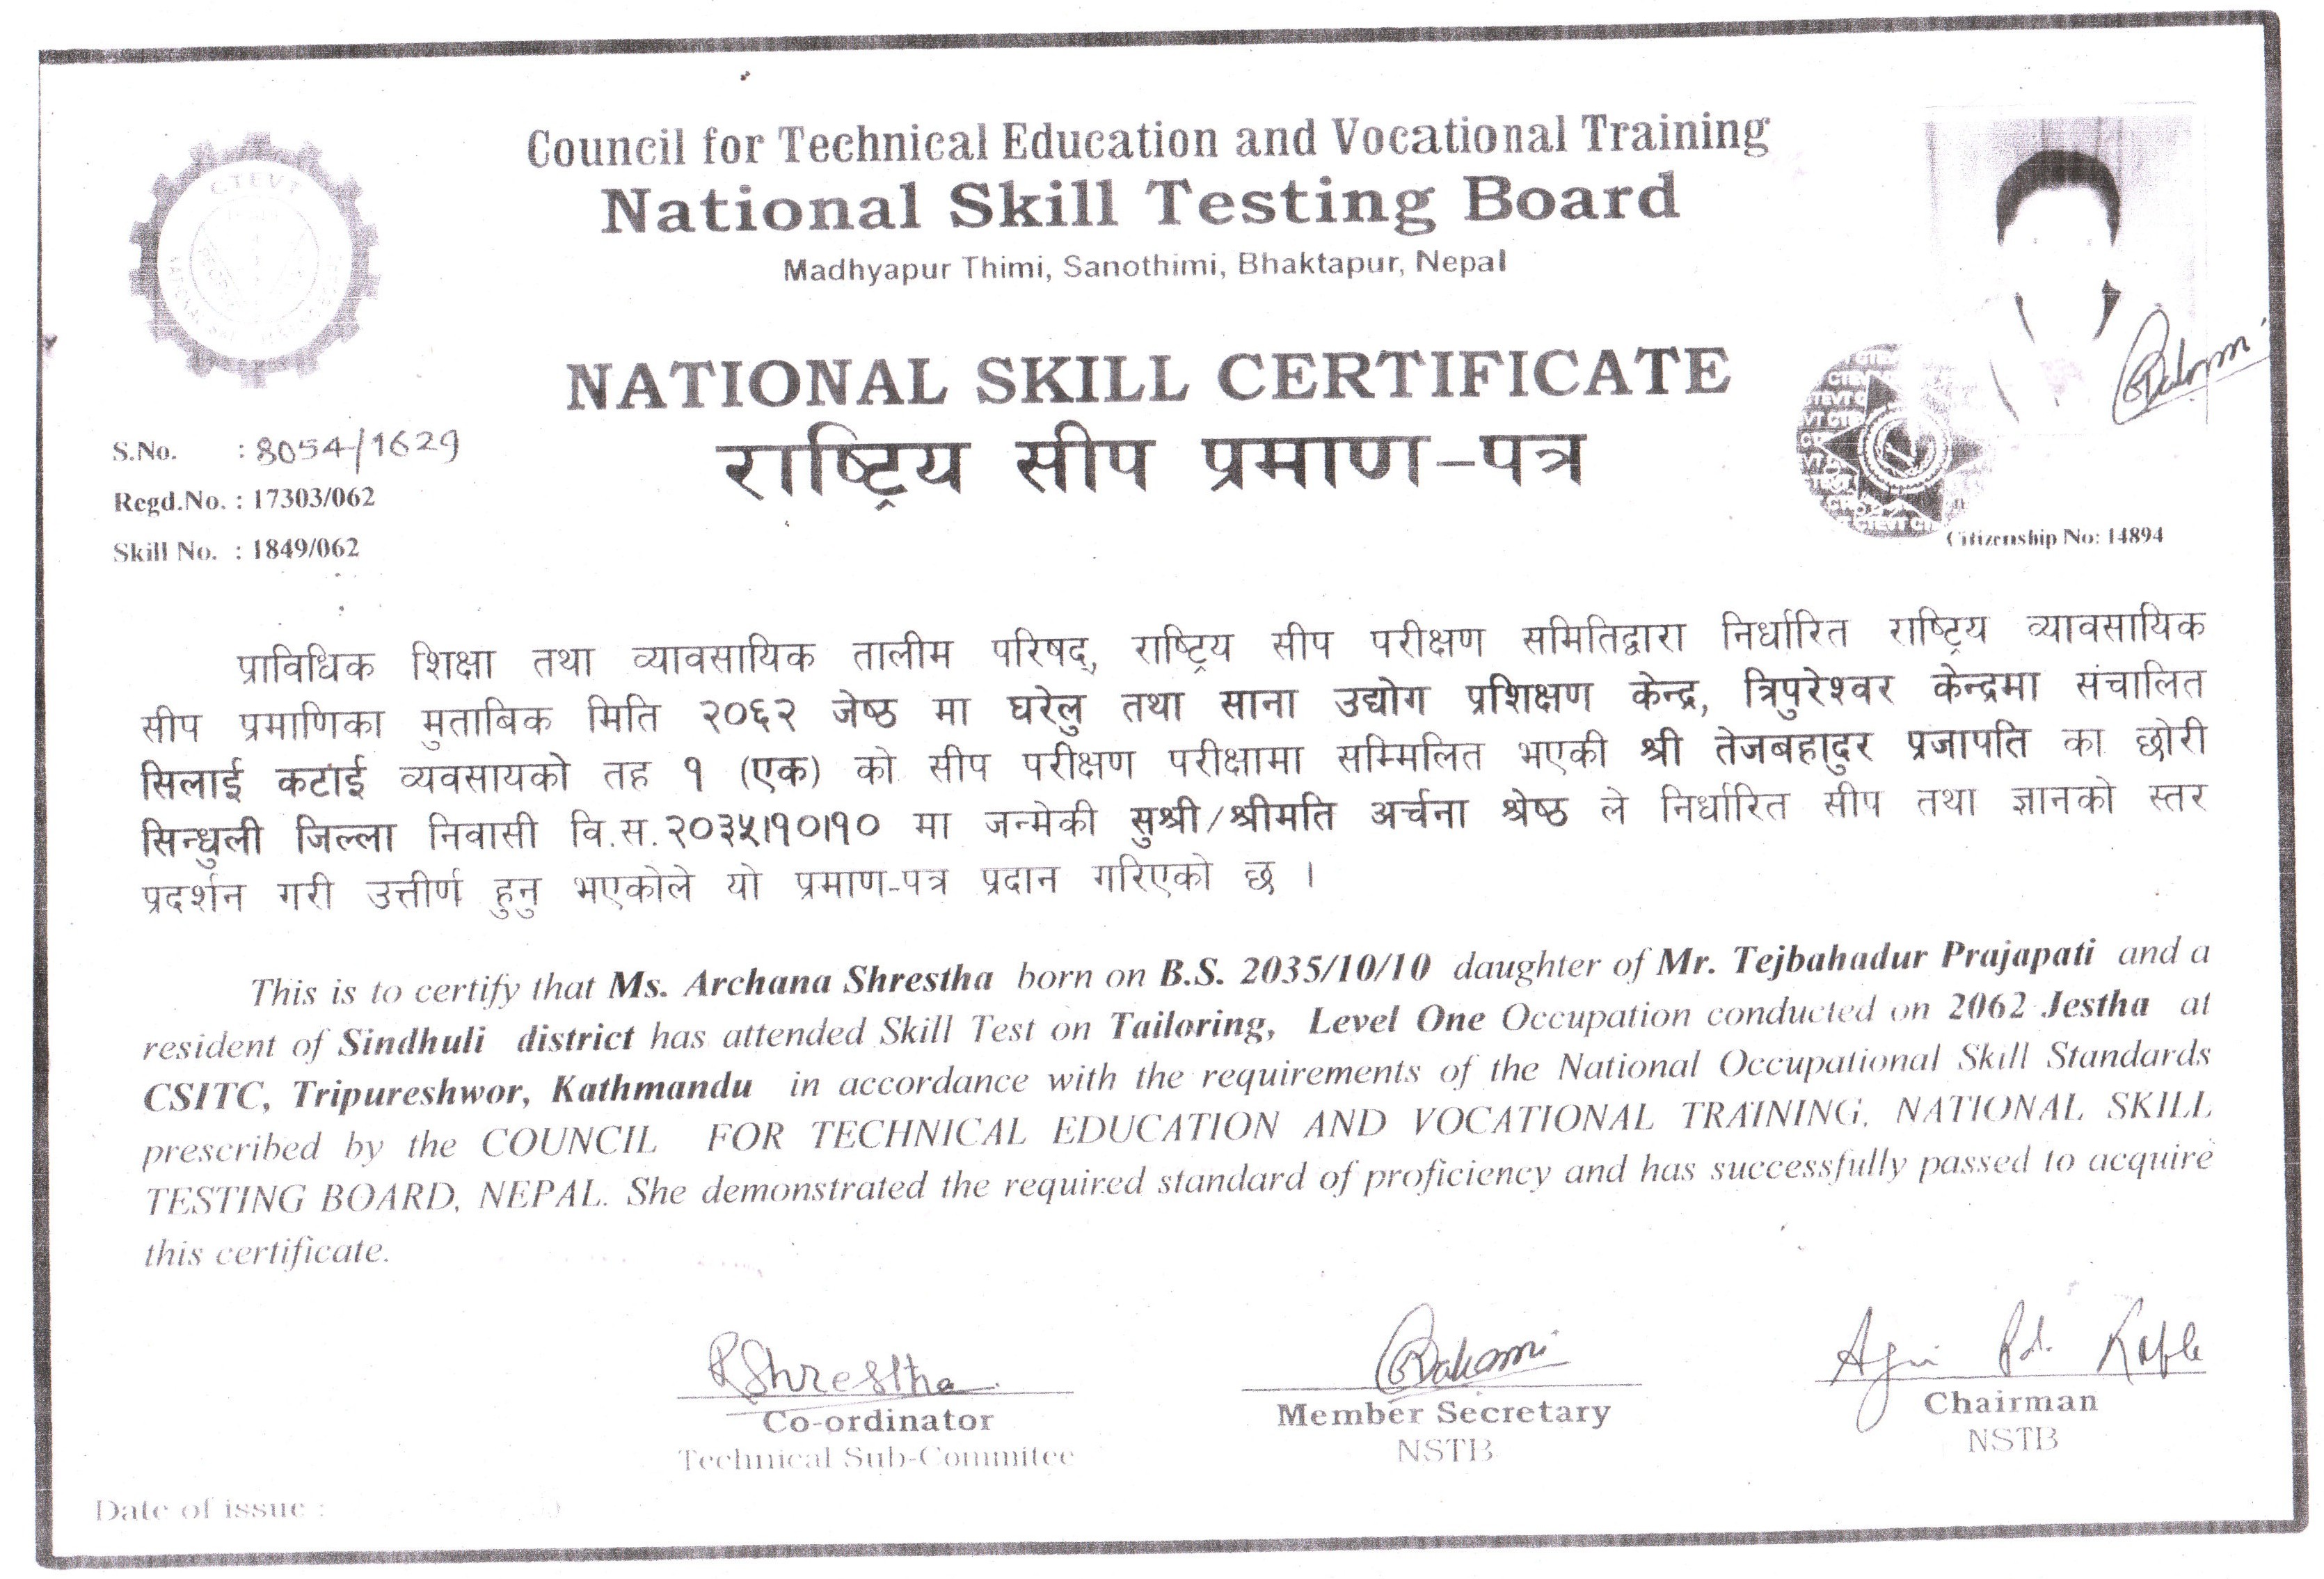 CTEVT
Council for Technical Education and Vocational Training
National Skill Testing Board
Madhyapur Thimi, Sanothimi, Bhaktapur, Nepal
NATIONAL SKILL CERTIFICATE
राष्ट्रिय सीप प्रमाण-पत्र
S.No. : 8054/1629
Regd.No. : 17303/062
Skill No. : 1849/062
Citizenship No: 14894
प्राविधिक शिक्षा तथा व्यावसायिक तालीम परिषद्, राष्ट्रिय सीप परीक्षण समितिद्वारा निर्धारित राष्ट्रिय व्यावसायिक
सीप प्रमाणिका मुताबिक मिति २०६२ जेष्ठ मा घरेलु तथा साना उद्योग प्रशिक्षण केन्द्र, त्रिपुरेश्वर केन्द्रमा संचालित
सिलाई कटाई व्यवसायको तह १ (एक) को सीप परीक्षण परीक्षामा सम्मिलित भएकी श्री तेजबहादुर प्रजापति का छोरी
सिन्धुली जिल्ला निवासी वि.स.२०३५।१०।१० मा जन्मेकी सुश्री/श्रीमति अर्चना श्रेष्ठ ले निर्धारित सीप तथा ज्ञानको स्तर
प्रदर्शन गरी उत्तीर्ण हुनु भएकोले यो प्रमाण-पत्र प्रदान गरिएको छ ।
This is to certify that Ms. Archana Shrestha born on B.S. 2035/10/10 daughter of Mr. Tejbahadur Prajapati and a
resident of Sindhuli district has attended Skill Test on Tailoring, Level One Occupation conducted on 2062 Jestha at
CSITC, Tripureshwor, Kathmandu in accordance with the requirements of the National Occupational Skill Standards
prescribed by the COUNCIL FOR TECHNICAL EDUCATION AND VOCATIONAL TRAINING, NATIONAL SKILL
TESTING BOARD, NEPAL. She demonstrated the required standard of proficiency and has successfully passed to acquire
this certificate.
RShrestha
Co-ordinator
Technical Sub-Commitee
Member Secretary
NSTB
Agni Pd. Kafle
Chairman
NSTB
Date of issue :